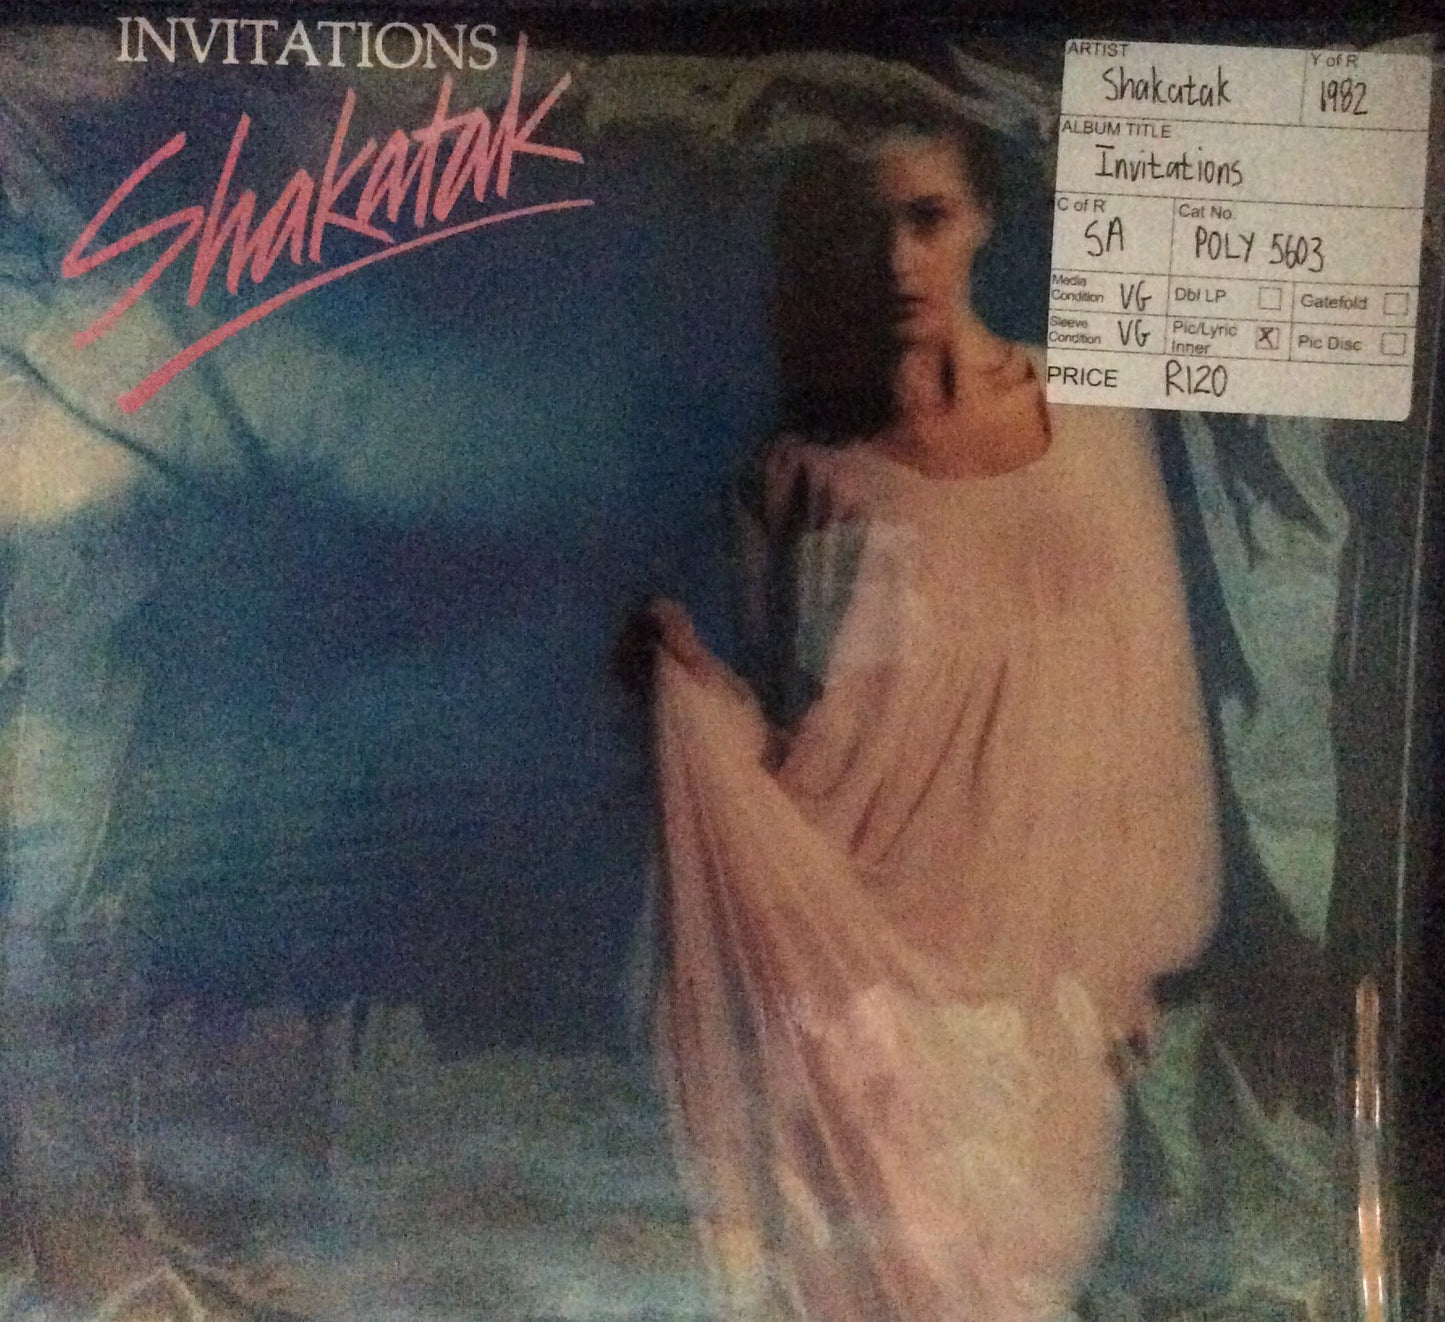 INVITATIONS
Shakatak
ARTIST Y of R
Shakatak 1982
ALBUM TITLE
Invitations
C of R Cat No.
SA POLY 5603
Media
Condition VG Dbl LP Gatefold
Sleeve
Condition VG Pic/Lyric
Inner X Pic Disc
PRICE R120